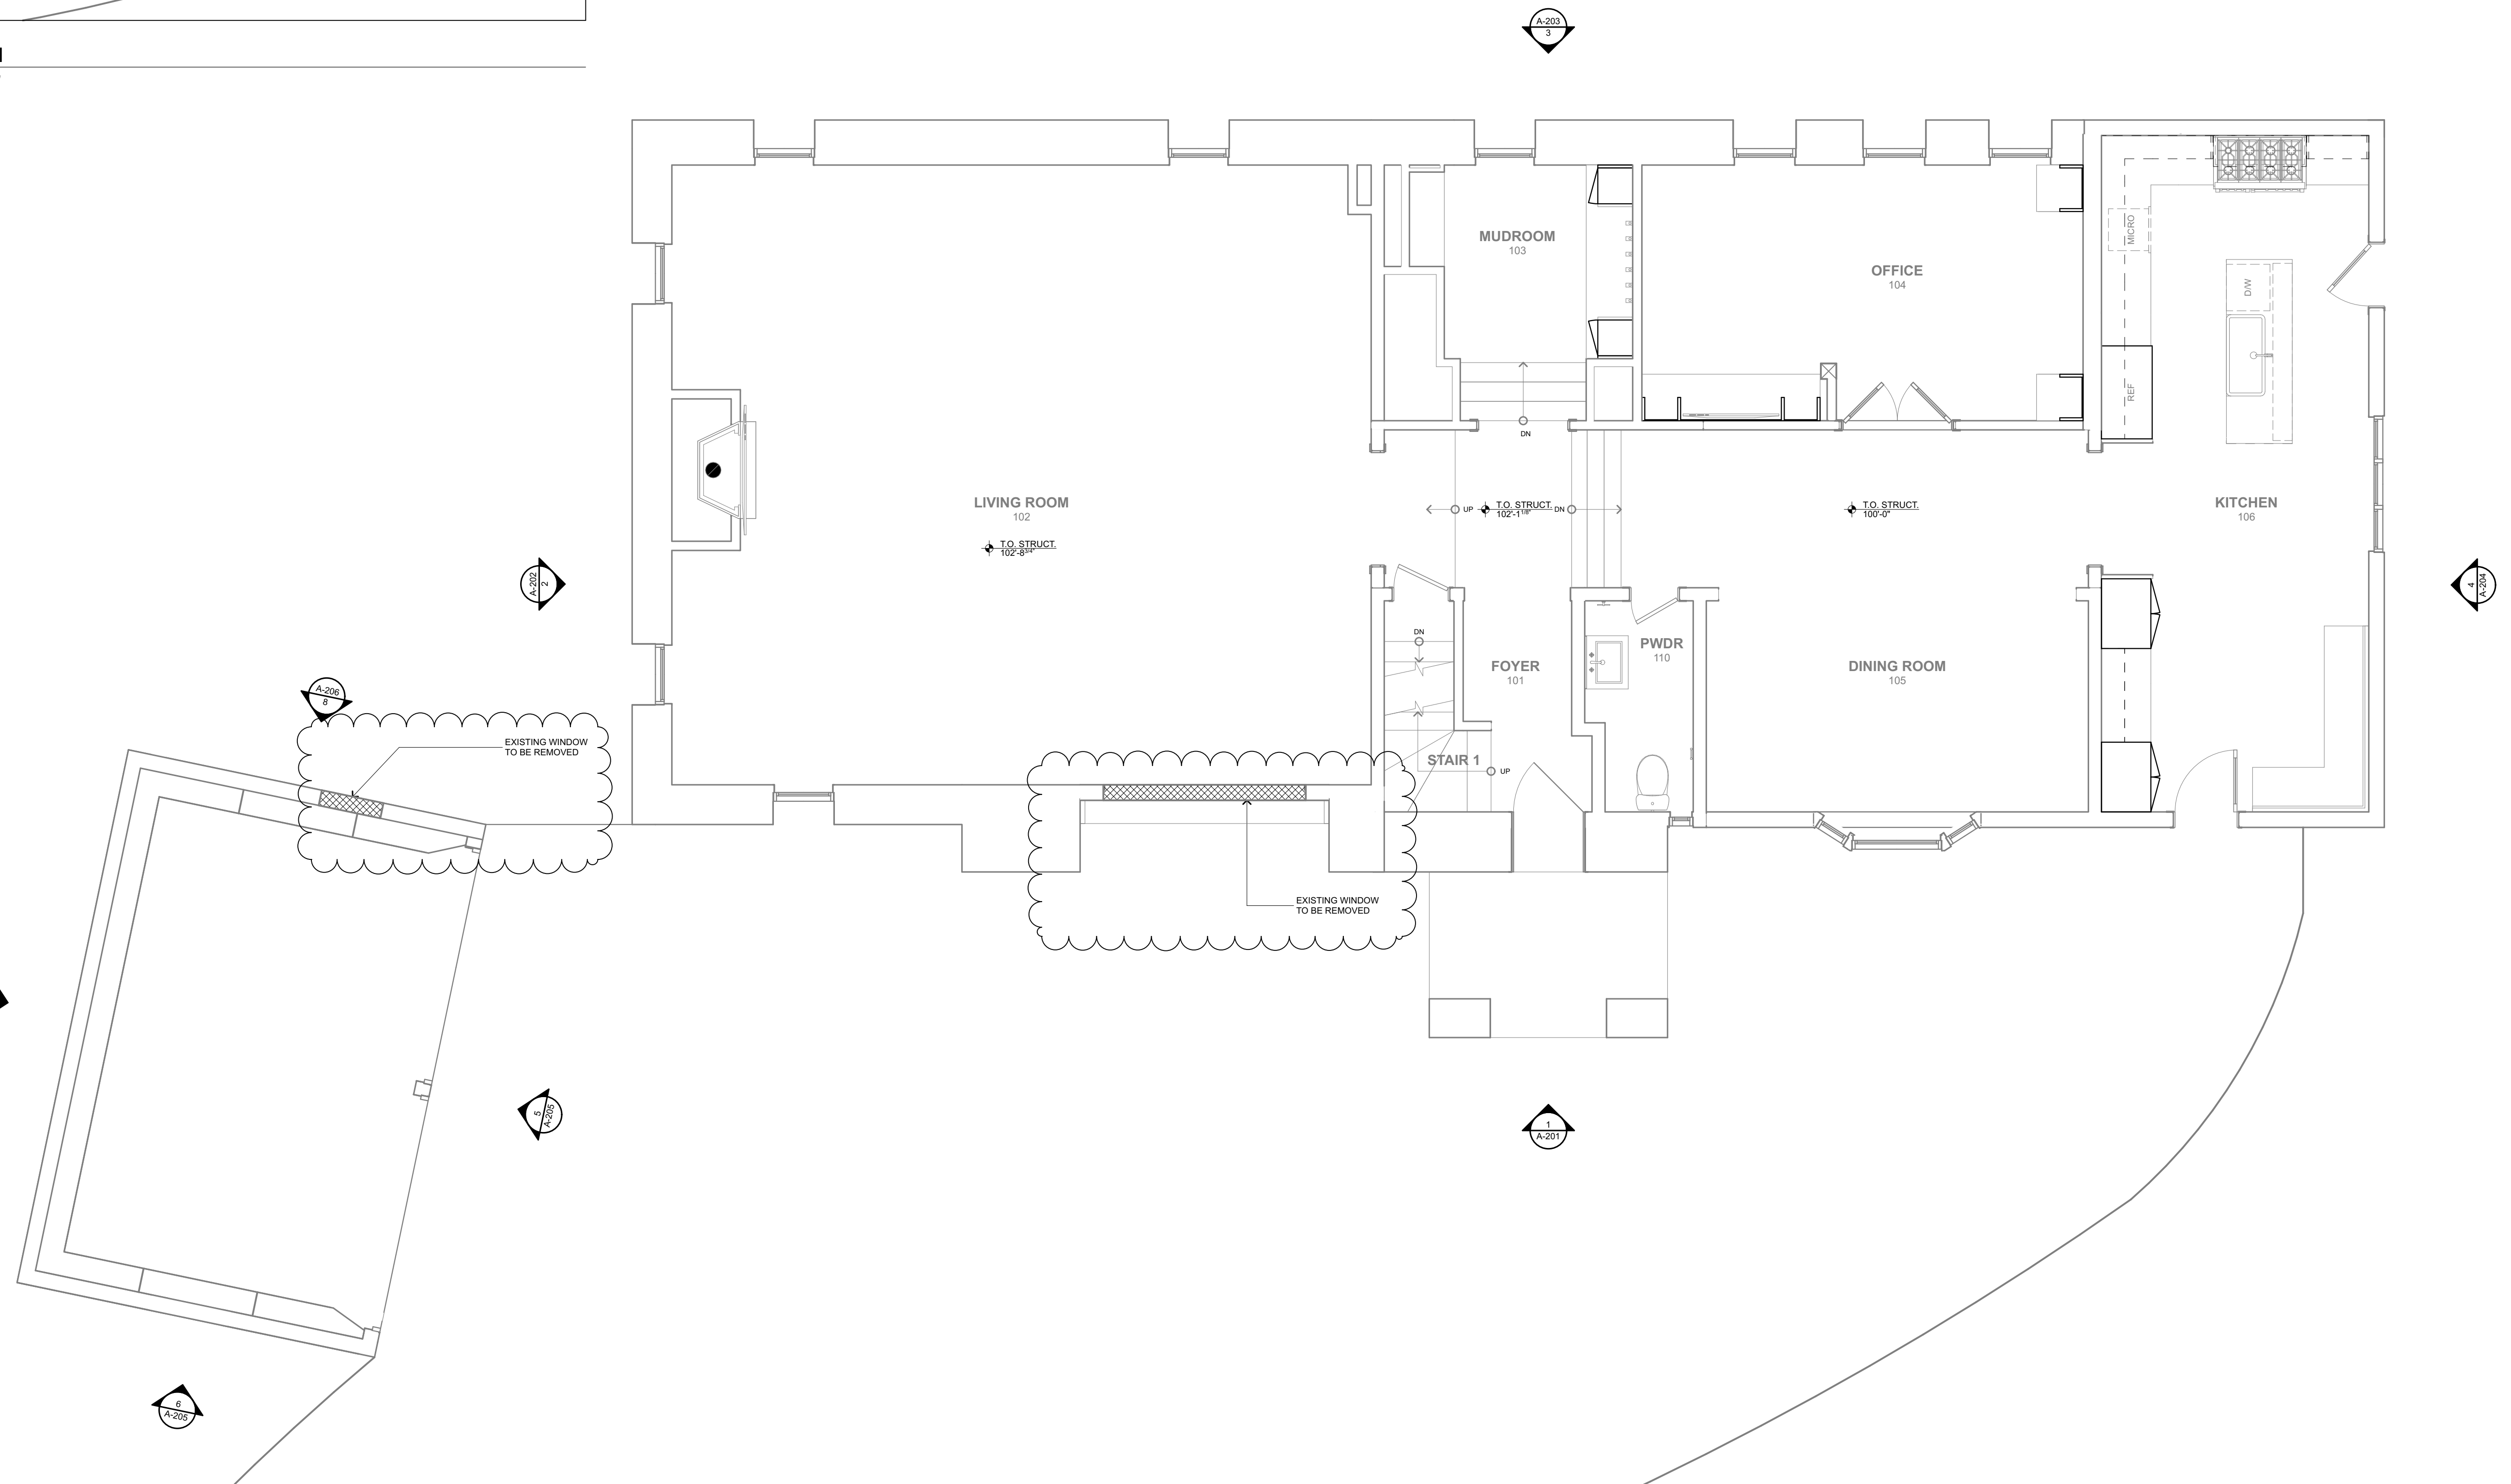 A-203
3
MUDROOM
103
OFFICE
104
MICRO
D/W
REF
DN
LIVING ROOM
102
T.O. STRUCT.
102'-8 3/4"
UP
T.O. STRUCT.
102'-1 1/8"
DN
T.O. STRUCT.
100'-0"
KITCHEN
106
A-202
2
4
A-204
DN
PWDR
110
FOYER
101
DINING ROOM
105
A-206
8
EXISTING WINDOW
TO BE REMOVED
STAIR 1
UP
EXISTING WINDOW
TO BE REMOVED
5
A-205
1
A-201
6
A-205